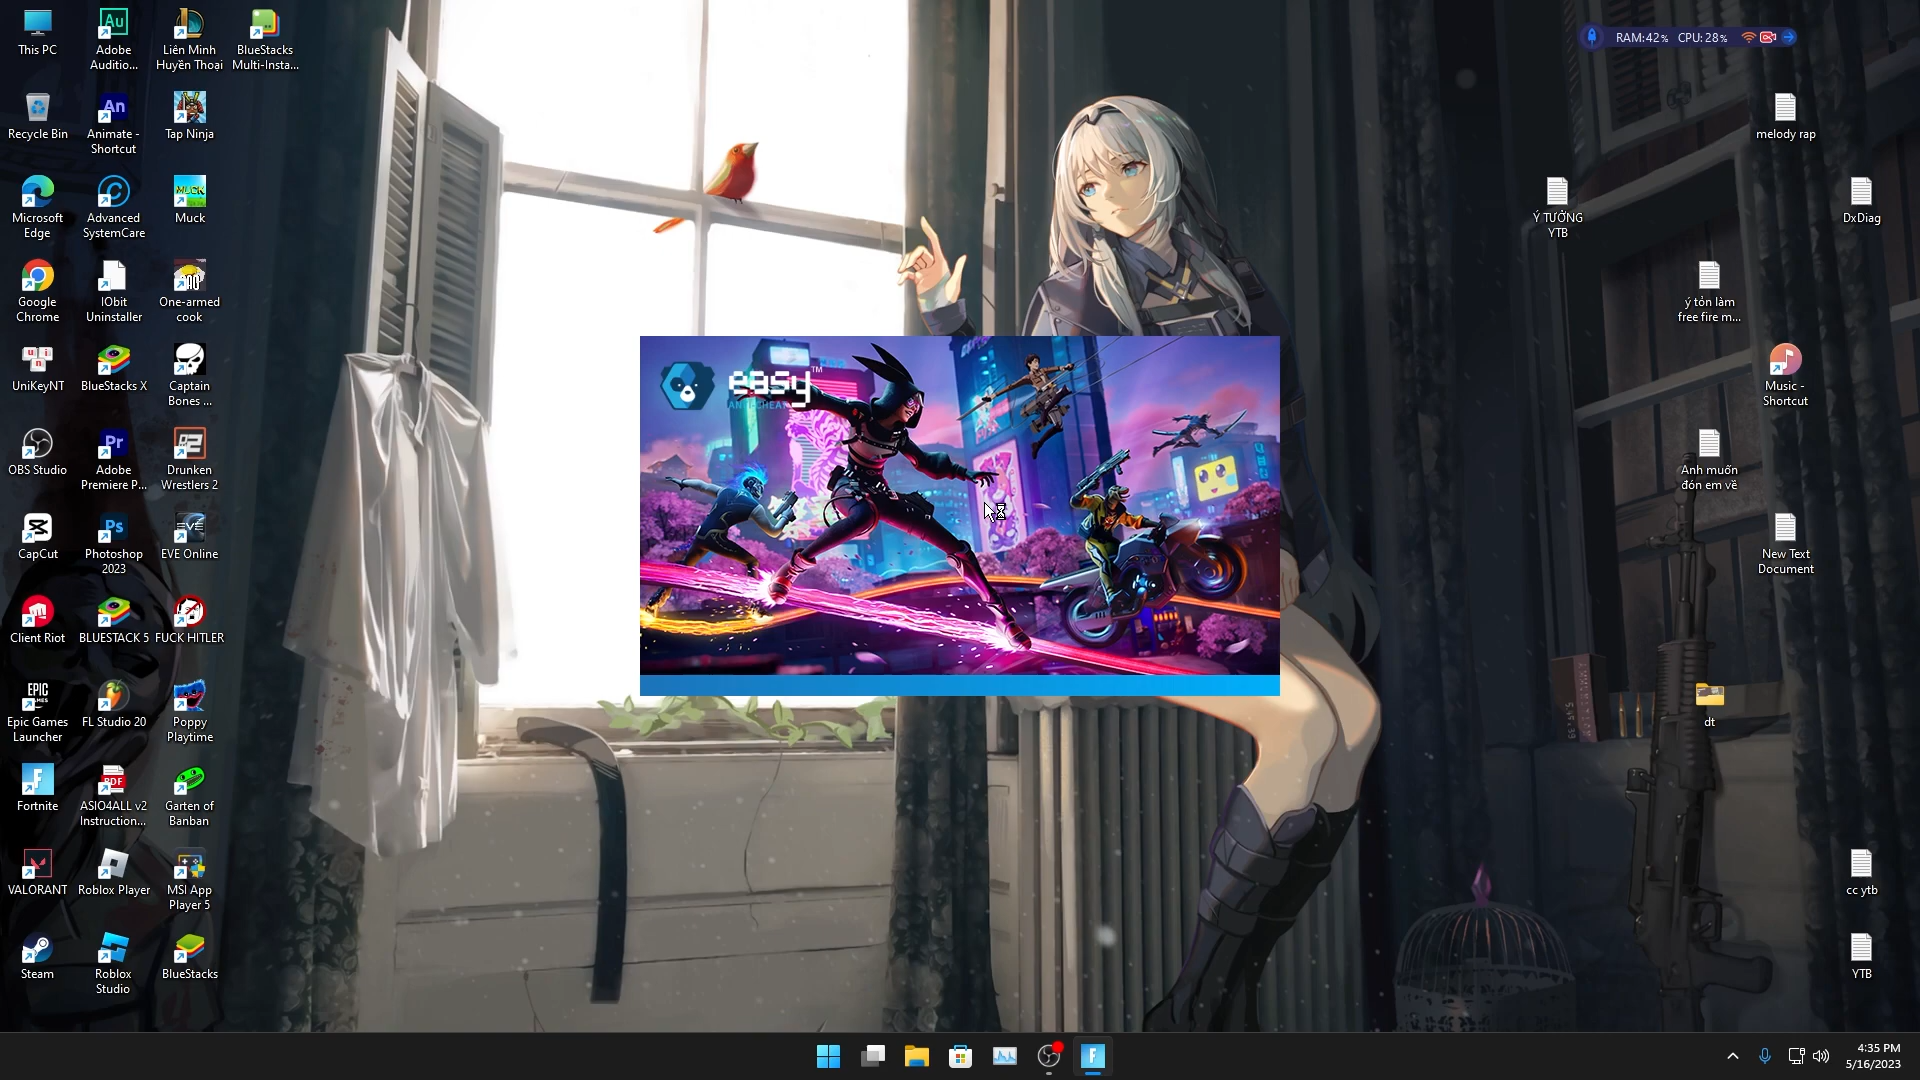 This PC
Adobe
Auditio...
Liên Minh
Huyền Thoại
BlueStacks
Multi-Insta...
Recycle Bin
Animate -
Shortcut
Tap Ninja
Microsoft
Edge
Advanced
SystemCare
Muck
Google
Chrome
IObit
Uninstaller
One-armed
cook
UniKeyNT
BlueStacks X
Captain
Bones ...
OBS Studio
Adobe
Premiere P...
Drunken
Wrestlers 2
CapCut
Photoshop
2023
EVE Online
Client Riot
BLUESTACK 5
FUCK HITLER
Epic Games
Launcher
FL Studio 20
Poppy
Playtime
Fortnite
ASIO4ALL v2
Instruction...
Garten of
Banban
VALORANT
Roblox Player
MSI App
Player 5
Steam
Roblox
Studio
BlueStacks
easy™
ANTI-CHEAT
RAM:42% CPU:28%
melody rap
Ý TƯỞNG
YTB
DxDiag
ý tỏn làm
free fire m...
Music -
Shortcut
Anh muốn
đón em về
New Text
Document
dt
cc ytb
YTB
4:35 PM
5/16/2023